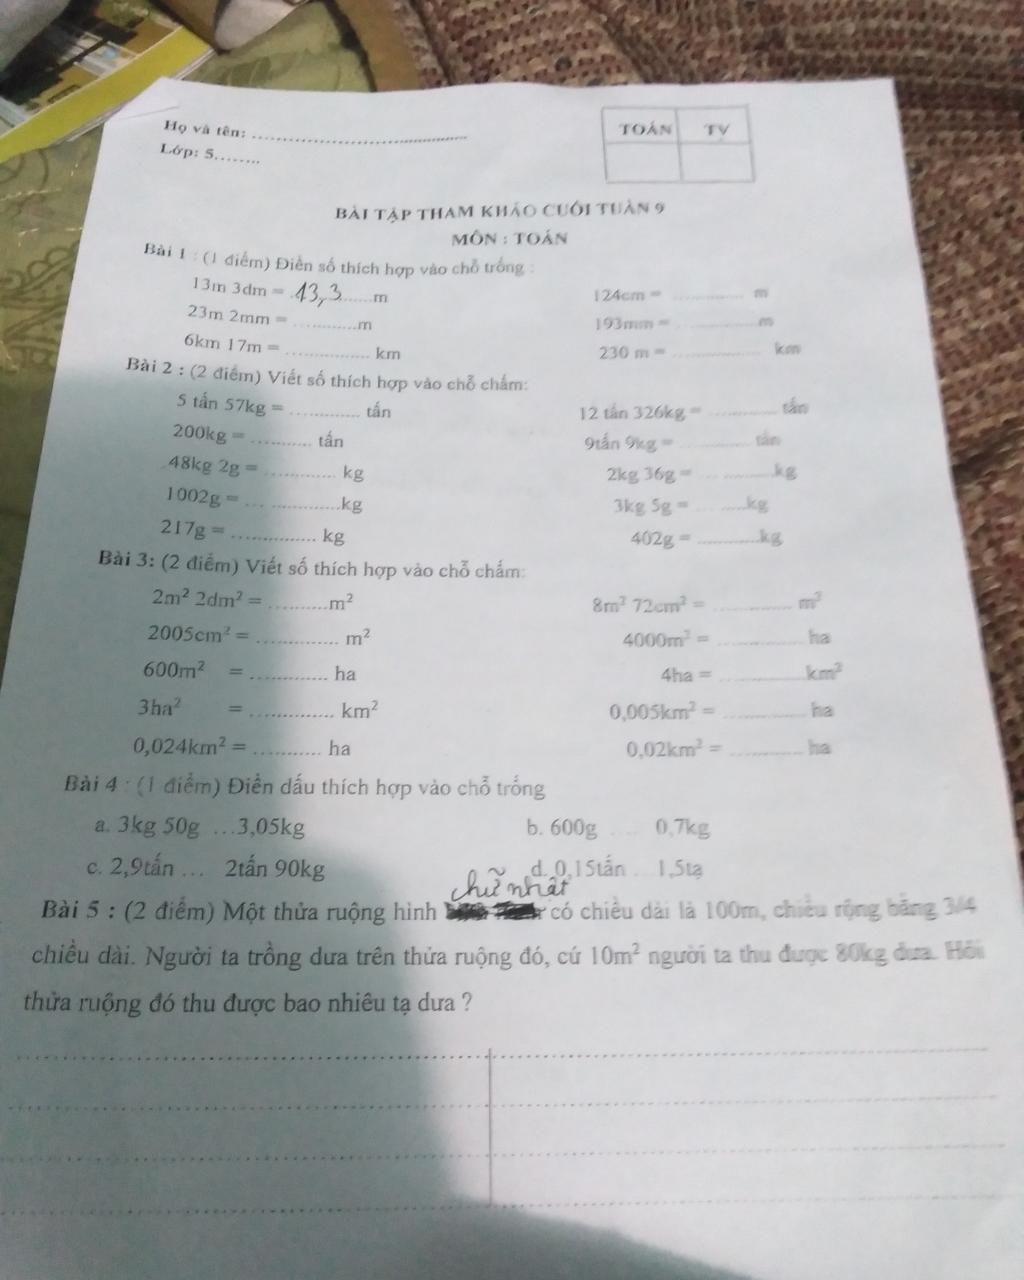 Họ và tên: ........................................
Lớp: 5........
TOÁN TV
BÀI TẬP THAM KHẢO CUỐI TUẦN 9
MÔN : TOÁN
Bài 1 : (1 điểm) Điền số thích hợp vào chỗ trống :
13m 3dm = .13,3......m 124cm = .............. m
23m 2mm = .............m 193mm = ...............m
6km 17m = ................. km 230 m = .................. km
Bài 2 : (2 điểm) Viết số thích hợp vào chỗ chấm:
5 tấn 57kg = .............. tấn 12 tấn 326kg = .............. tấn
200kg = ............ tấn 9tấn 9kg = .............. tấn
48kg 2g = .............. kg 2kg 36g = ... ...........kg
1002g = ... ..............kg 3kg 5g = ... ......kg
217g = ................. kg 402g = .............kg
Bài 3: (2 điểm) Viết số thích hợp vào chỗ chấm:
2m² 2dm² = ...........m² 8m² 72cm² = .............. m²
2005cm² = ............... m² 4000m² = ............... ha
600m² = .............. ha 4ha = ................km²
3ha² = ............... km² 0,005km² = ............... ha
0,024km² = ............ ha 0,02km² = ............. ha
Bài 4 : (1 điểm) Điền dấu thích hợp vào chỗ trống
a. 3kg 50g ...3,05kg b. 600g .... 0,7kg
c. 2,9tấn ... 2tấn 90kg d. 0,15tấn ... 1,5tạ
chữ nhật
Bài 5 : (2 điểm) Một thửa ruộng hình có chiều dài là 100m, chiều rộng bằng 3/4
chiều dài. Người ta trồng dưa trên thửa ruộng đó, cứ 10m² người ta thu được 80kg dưa. Hỏi
thửa ruộng đó thu được bao nhiêu tạ dưa ?